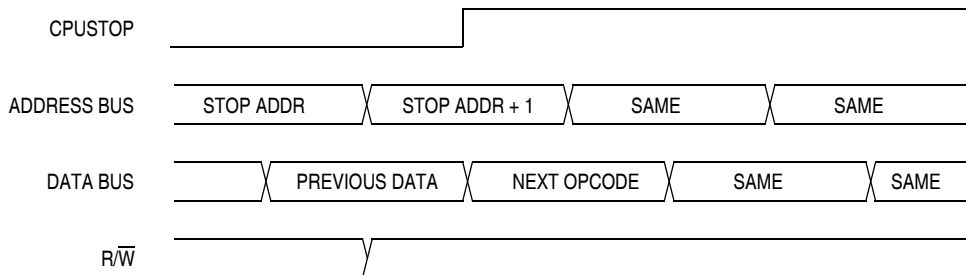 CPUSTOP
ADDRESS BUS STOP ADDR STOP ADDR + 1 SAME SAME
DATA BUS PREVIOUS DATA NEXT OPCODE SAME SAME
R/W̅